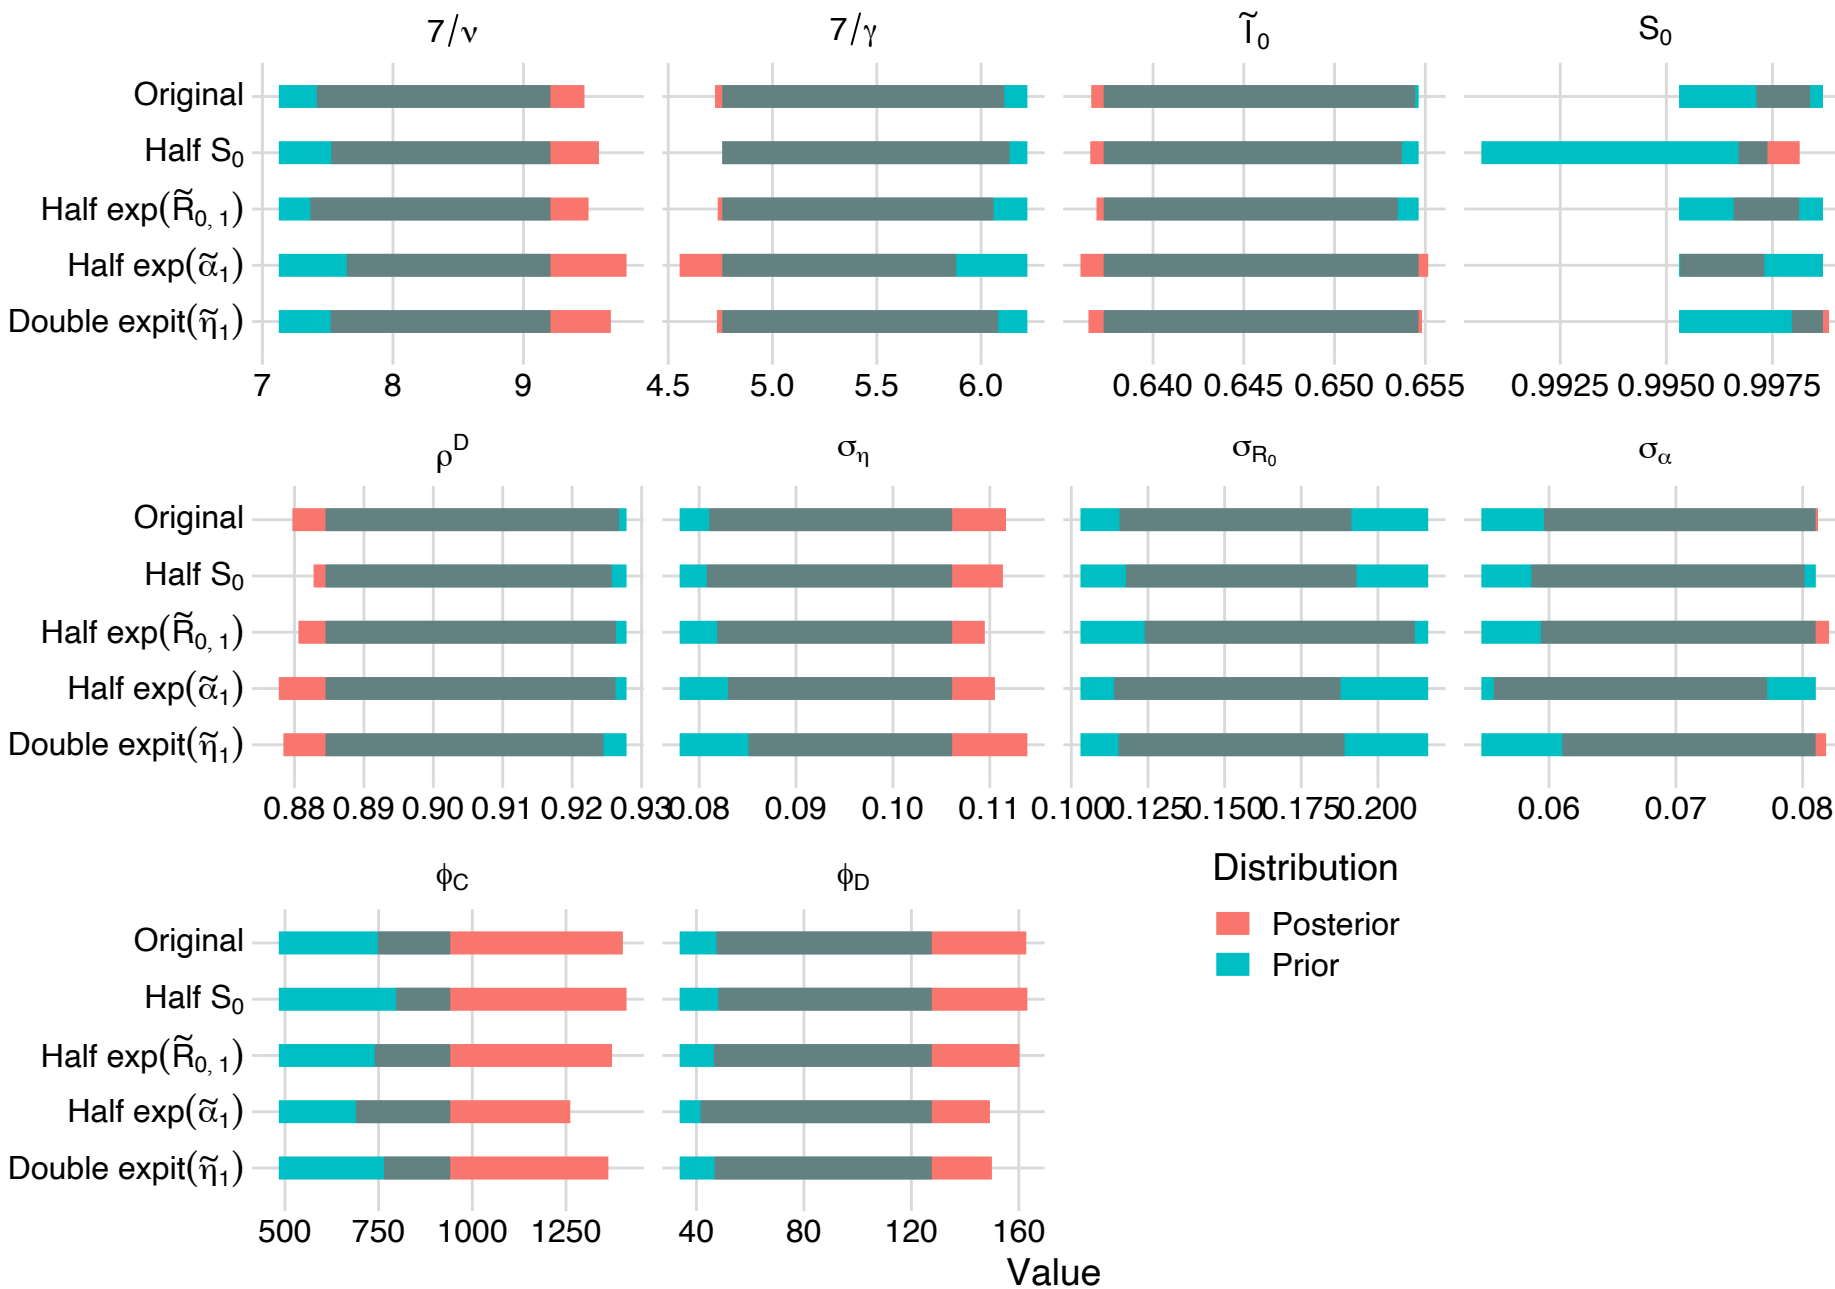 7/ν 7/γ Ĩ₀ S₀
Original
Half S₀
Half exp(R̃₀, ₁)
Half exp(α̃₁)
Double expit(η̃₁)
7 8 9 4.5 5.0 5.5 6.0 0.640 0.645 0.650 0.655 0.9925 0.9950 0.9975
ρᴰ σ_η σ_R₀ σ_α
Original
Half S₀
Half exp(R̃₀, ₁)
Half exp(α̃₁)
Double expit(η̃₁)
0.88 0.89 0.90 0.91 0.92 0.93 0.08 0.09 0.10 0.11 0.100 0.125 0.150 0.175 0.200 0.06 0.07 0.08
ϕ_C ϕ_D
Original
Half S₀
Half exp(R̃₀, ₁)
Half exp(α̃₁)
Double expit(η̃₁)
500 750 1000 1250 40 80 120 160
Value
Distribution
Posterior
Prior